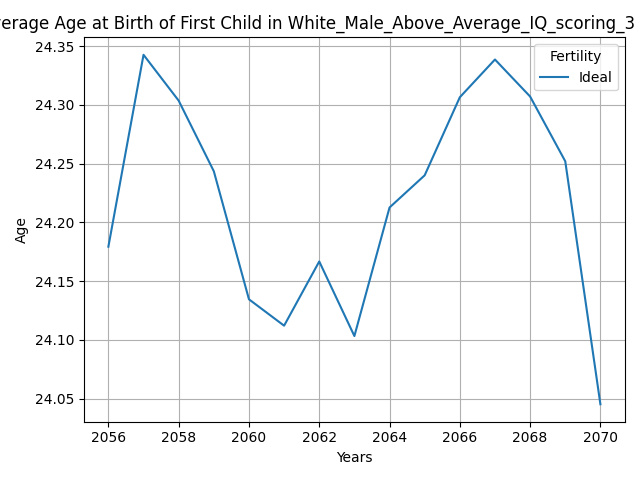 verage Age at Birth of First Child in White_Male_Above_Average_IQ_scoring_3
Fertility
Ideal
24.35
24.30
24.25
24.20
24.15
24.10
24.05
Age
2056 2058 2060 2062 2064 2066 2068 2070
Years